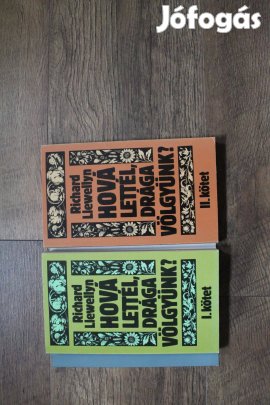 Jófogás
Richard
Llewellyn
HOVÁ
LETTÉL,
DRÁGA
VÖLGYÜNK?
II. kötet
Richard
Llewellyn
HOVÁ
LETTÉL,
DRÁGA
VÖLGYÜNK?
I. kötet